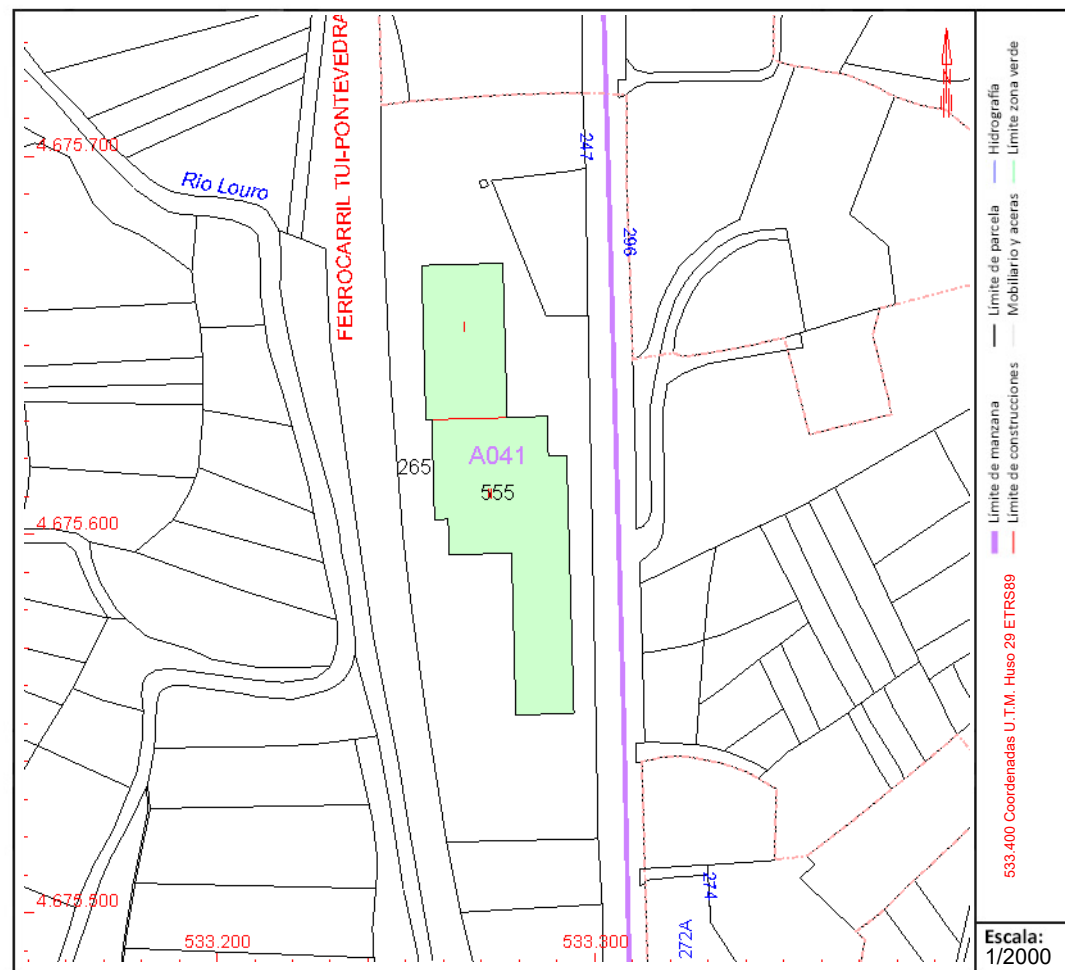 4.675.700
Rio Louro
FERROCARRIL TUI-PONTEVEDRA
247
296
I
A041
265
555
4.675.600
4.675.500
533.200
533.300
274
272A
Hidrografía
Límite zona verde
Límite de parcela
Mobiliario y aceras
Límite de manzana
Límite de construcciones
533.400 Coordenadas U.T.M. Huso 29 ETRS89
Escala:
1/2000